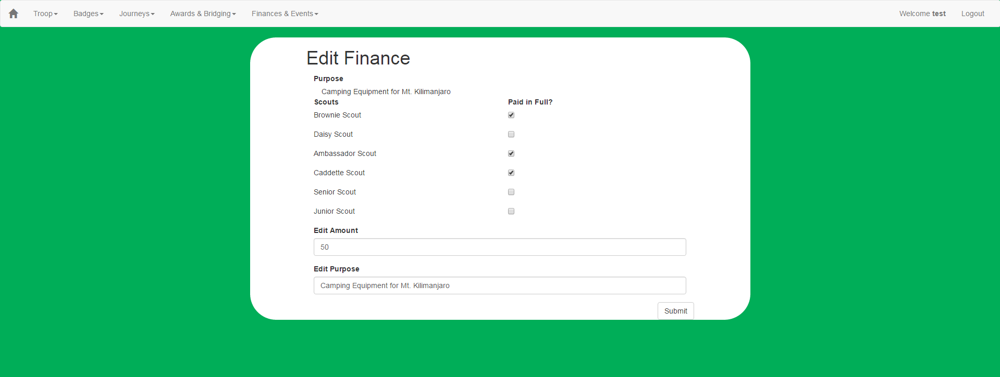 Troop Badges Journeys Awards & Bridging Finances & Events Welcome test Logout
Edit Finance
Purpose
Camping Equipment for Mt. Kilimanjaro
Scouts Paid in Full?
Brownie Scout
Daisy Scout
Ambassador Scout
Caddette Scout
Senior Scout
Junior Scout
Edit Amount
50
Edit Purpose
Camping Equipment for Mt. Kilimanjaro
Submit